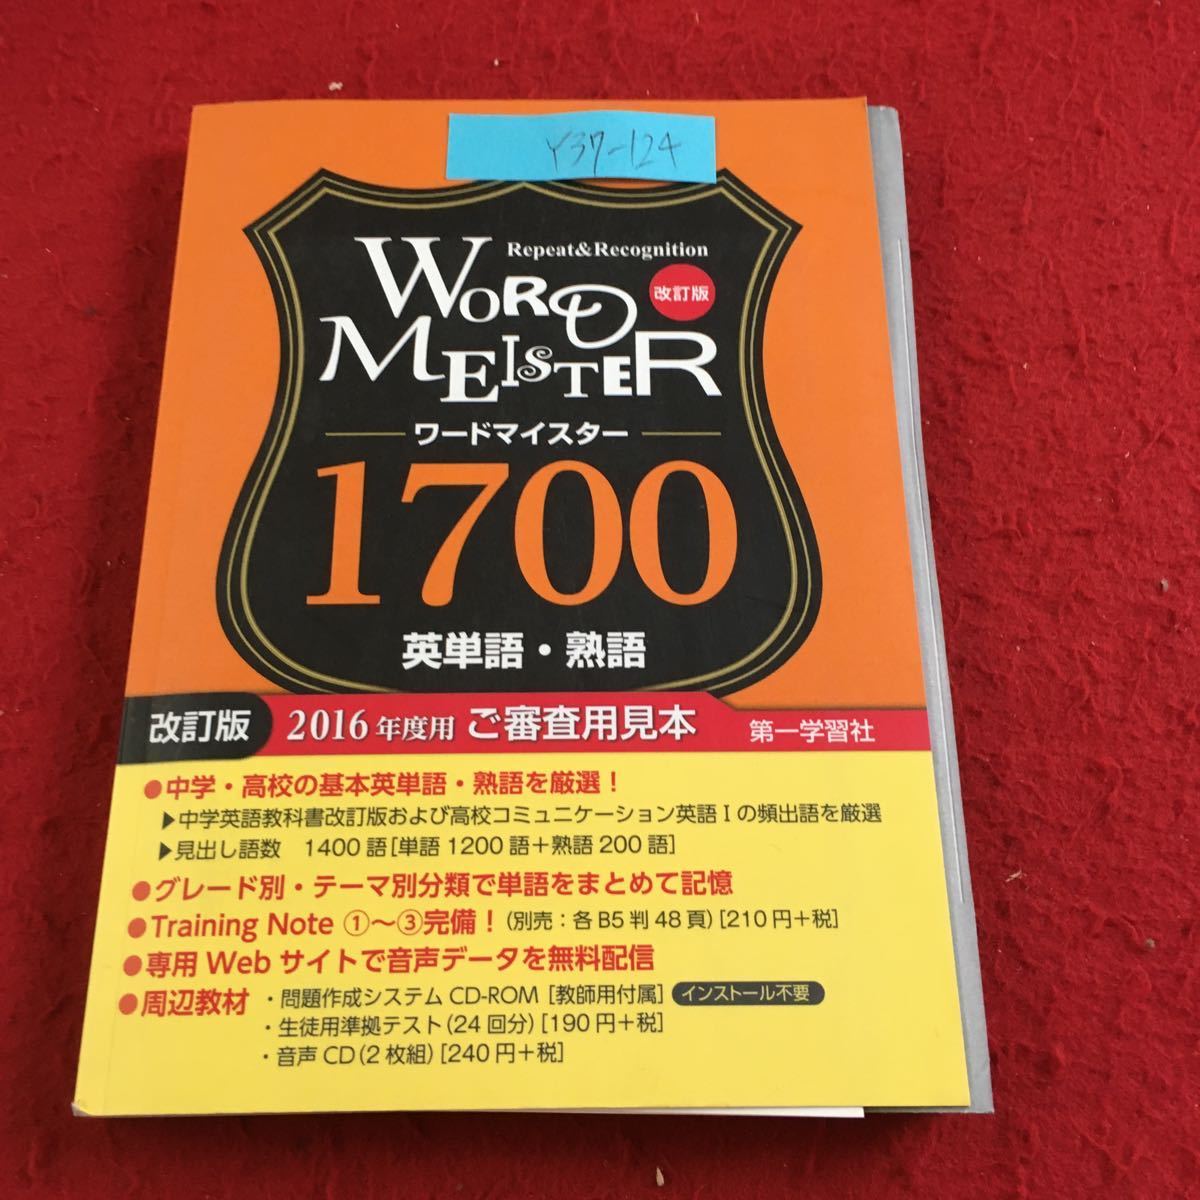 Y37-124
Repeat&Recognition
WORD
改訂版
MEISTER
ワードマイスター
1700
英単語・熟語
改訂版 2016年度用 ご審査用見本 第一学習社
●中学・高校の基本英単語・熟語を厳選！
▶中学英語教科書改訂版および高校コミュニケーション英語Ⅰの頻出語を厳選
▶見出し語数 1400語[単語1200語＋熟語200語]
●グレード別・テーマ別分類で単語をまとめて記憶
●Training Note ①〜③完備！(別売：各B5判48頁)[210円＋税]
●専用Webサイトで音声データを無料配信
●周辺教材 ・問題作成システムCD-ROM [教師用付属] インストール不要
・生徒用準拠テスト(24回分)[190円＋税]
・音声CD(2枚組)[240円＋税]